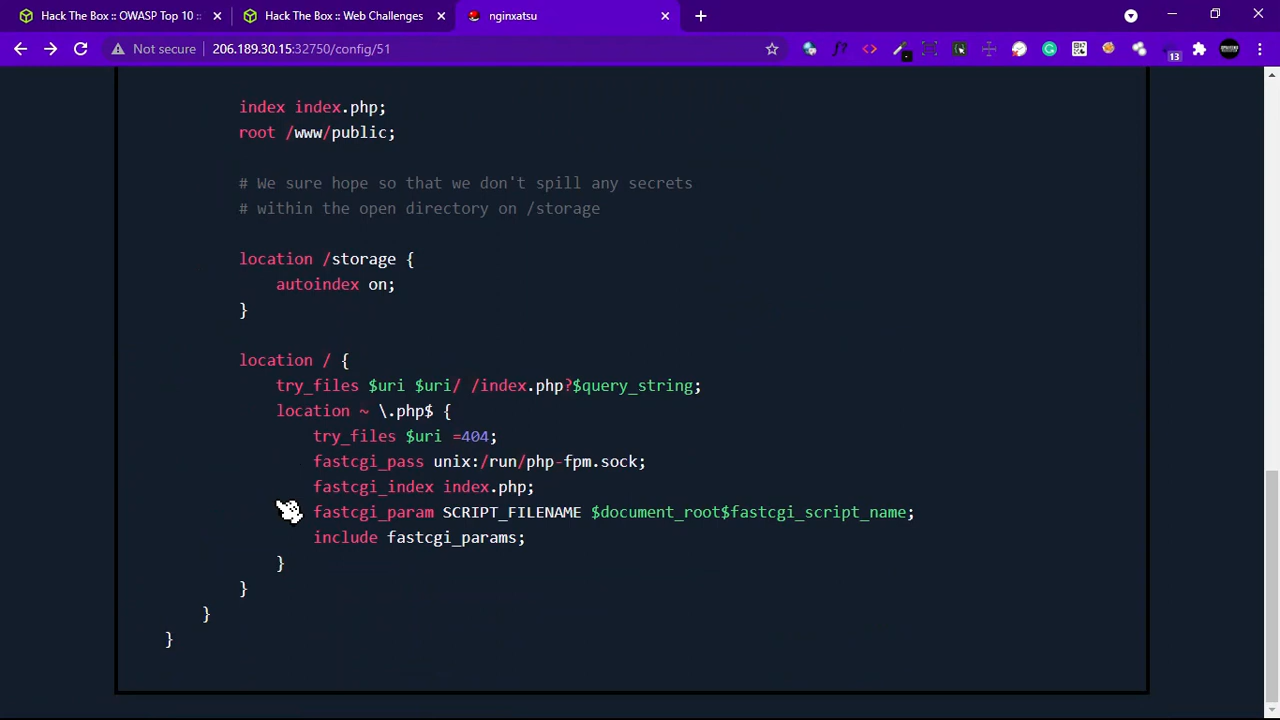 Hack The Box :: OWASP Top 10 ::
Hack The Box :: Web Challenges
nginxatsu
Not secure
206.189.30.15:32750/config/51
13
index index.php;
root /www/public;
# We sure hope so that we don't spill any secrets
# within the open directory on /storage
location /storage {
autoindex on;
}
location / {
try_files $uri $uri/ /index.php?$query_string;
location ~ \.php$ {
try_files $uri =404;
fastcgi_pass unix:/run/php-fpm.sock;
fastcgi_index index.php;
fastcgi_param SCRIPT_FILENAME $document_root$fastcgi_script_name;
include fastcgi_params;
}
}
}
}